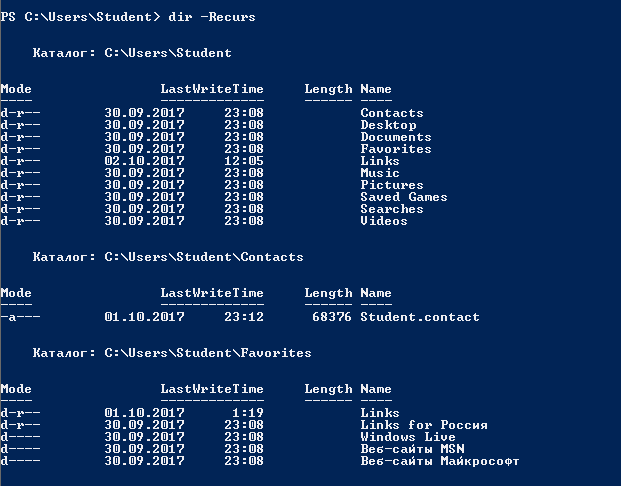 PS C:\Users\Student> dir -Recurs
Каталог: C:\Users\Student
Mode LastWriteTime Length Name
---- ------------- ------ ----
d-r-- 30.09.2017 23:08 Contacts
d-r-- 30.09.2017 23:08 Desktop
d-r-- 30.09.2017 23:08 Documents
d-r-- 30.09.2017 23:08 Favorites
d-r-- 02.10.2017 12:05 Links
d-r-- 30.09.2017 23:08 Music
d-r-- 30.09.2017 23:08 Pictures
d-r-- 30.09.2017 23:08 Saved Games
d-r-- 30.09.2017 23:08 Searches
d-r-- 30.09.2017 23:08 Videos
Каталог: C:\Users\Student\Contacts
Mode LastWriteTime Length Name
---- ------------- ------ ----
-a--- 01.10.2017 23:12 68376 Student.contact
Каталог: C:\Users\Student\Favorites
Mode LastWriteTime Length Name
---- ------------- ------ ----
d-r-- 01.10.2017 1:19 Links
d-r-- 30.09.2017 23:08 Links for Россия
d---- 30.09.2017 23:08 Windows Live
d---- 30.09.2017 23:08 Веб-сайты MSN
d---- 30.09.2017 23:08 Веб-сайты Майкрософт